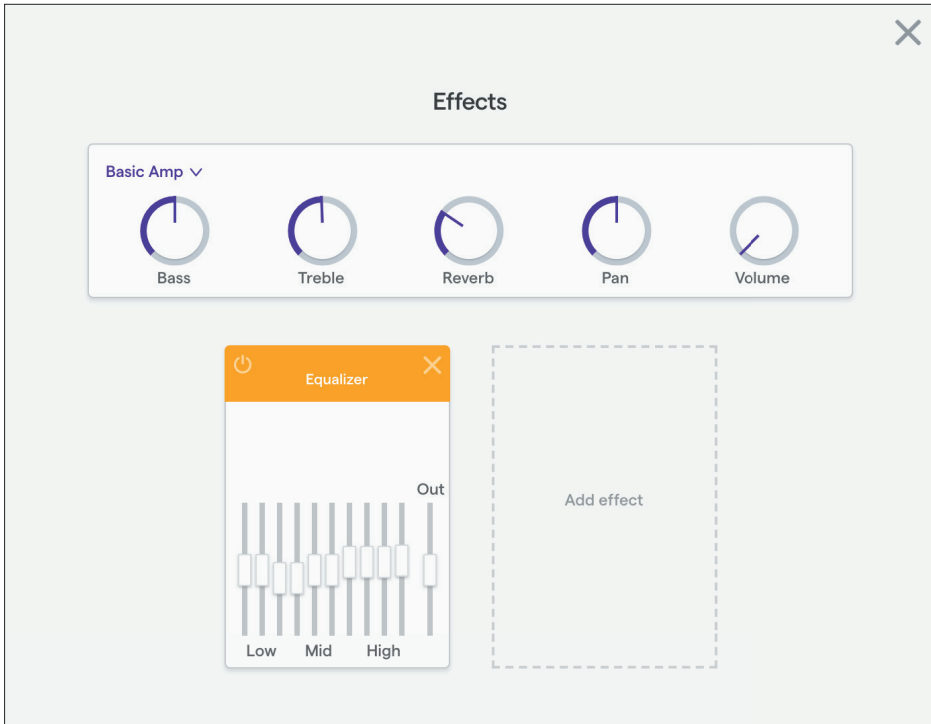 Effects
Basic Amp
Bass Treble Reverb Pan Volume
Equalizer
Out
Low Mid High
Add effect